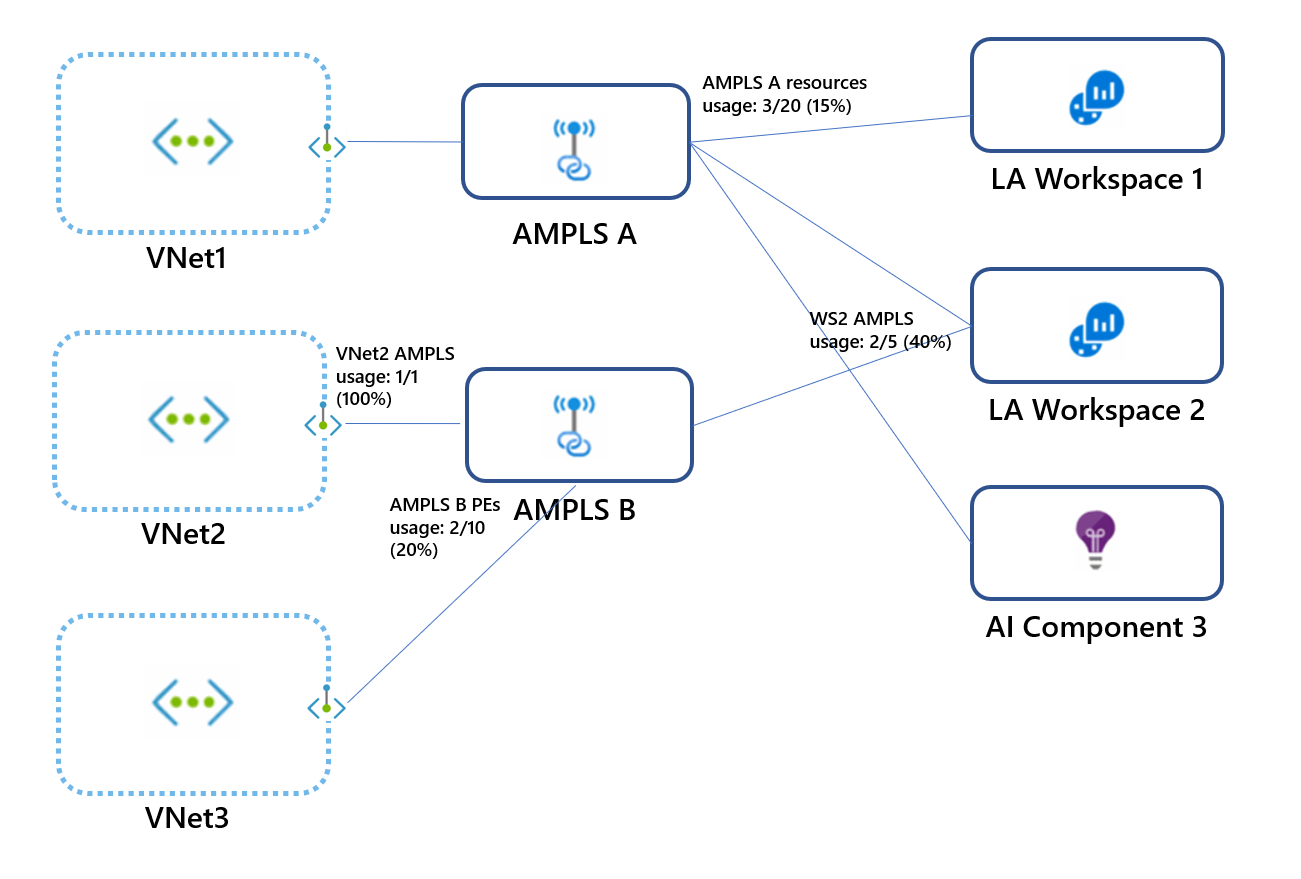 AMPLS A resources
usage: 3/20 (15%)
LA Workspace 1
AMPLS A
VNet1
WS2 AMPLS
usage: 2/5 (40%)
VNet2 AMPLS
usage: 1/1
(100%)
LA Workspace 2
AMPLS B PEs
usage: 2/10
(20%)
AMPLS B
VNet2
AI Component 3
VNet3